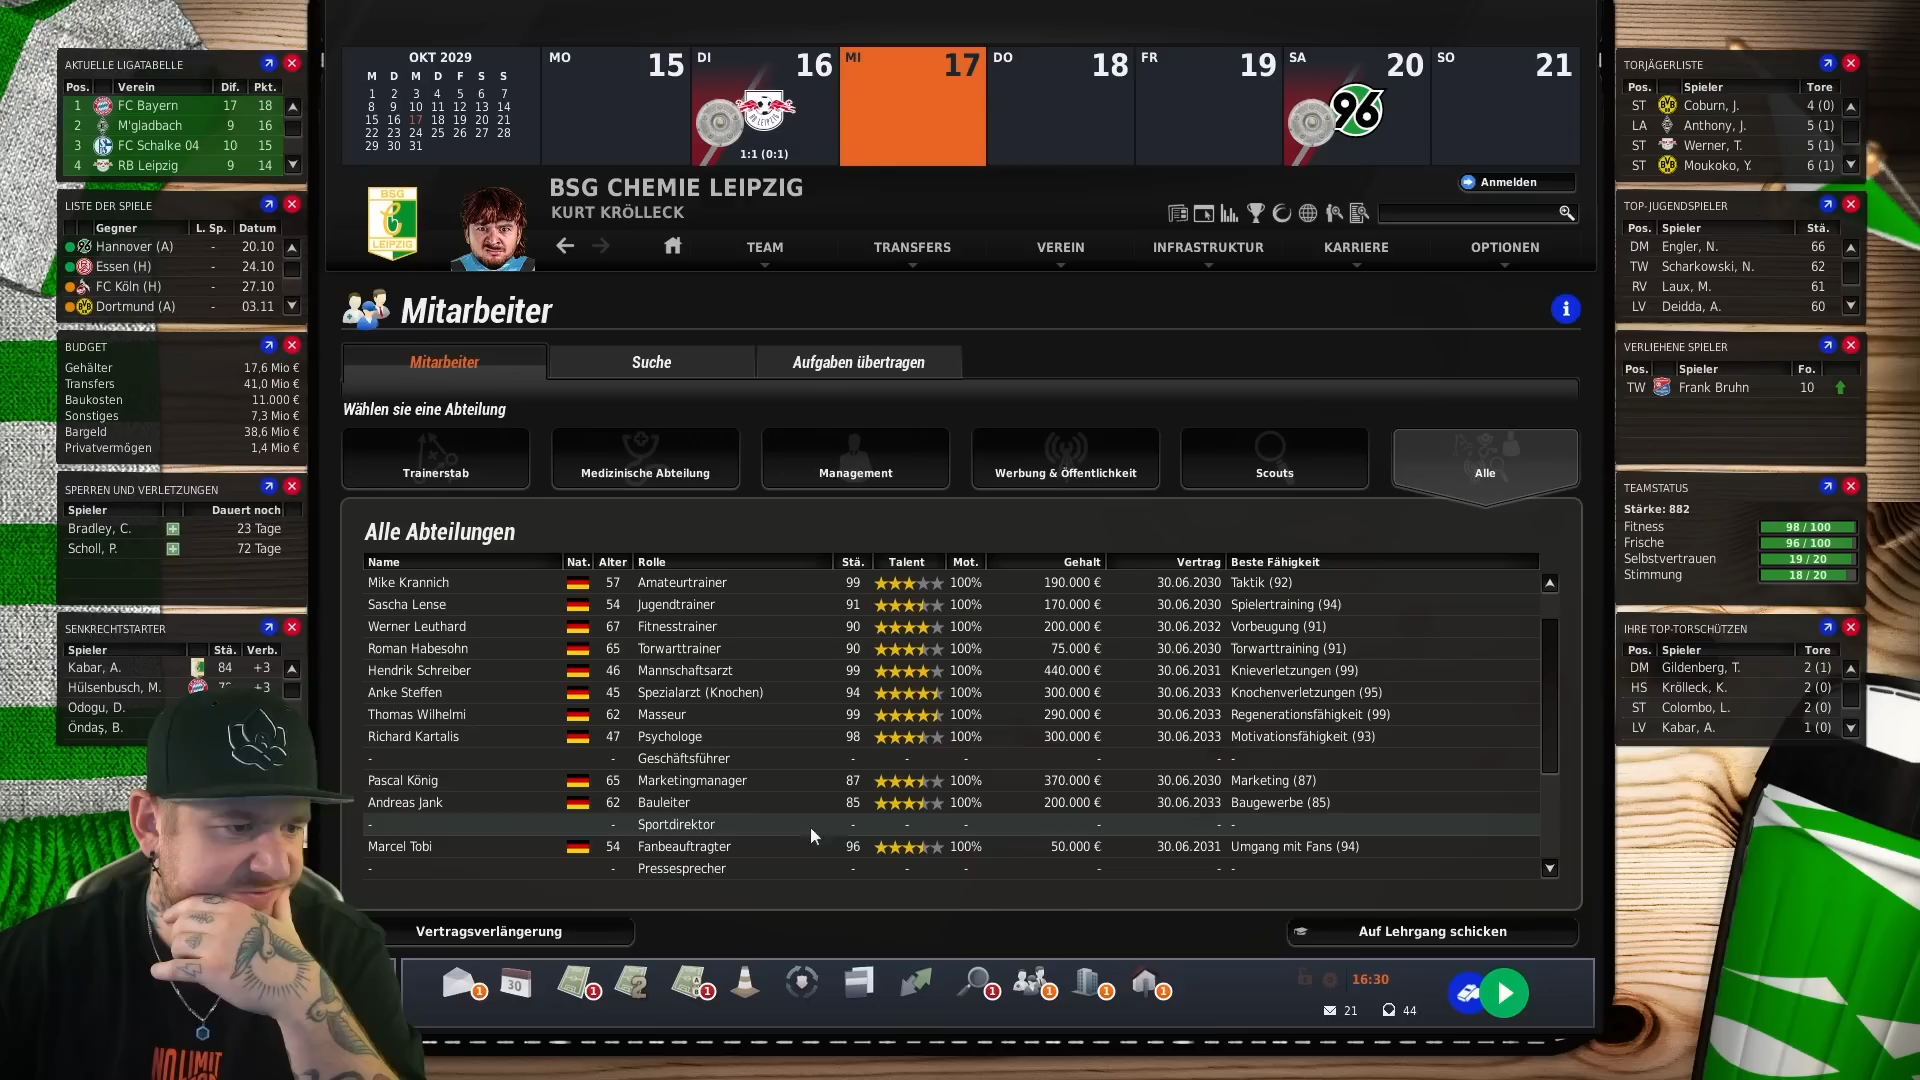 AKTUELLE LIGATABELLE
Pos. Verein Dif. Pkt.
1 FC Bayern 17 18
2 M'gladbach 9 16
3 FC Schalke 04 10 15
4 RB Leipzig 9 14
LISTE DER SPIELE
Gegner L. Sp. Datum
Hannover (A) - 20.10
Essen (H) - 24.10
FC Köln (H) - 27.10
Dortmund (A) - 03.11
BUDGET
Gehälter 17,6 Mio €
Transfers 41,0 Mio €
Baukosten 11.000 €
Sonstiges 7,3 Mio €
Bargeld 38,6 Mio €
Privatvermögen 1,4 Mio €
SPERREN UND VERLETZUNGEN
Spieler Dauert noch
Bradley, C. 23 Tage
Scholl, P. 72 Tage
SENKRECHTSTARTER
Spieler Stä. Verb.
Kabar, A. 84 +3
Hülsenbusch, M. +3
Odogu, D.
Öndaş, B.
OKT 2029
M D M D F S S
1 2 3 4 5 6 7
8 9 10 11 12 13 14
15 16 17 18 19 20 21
22 23 24 25 26 27 28
29 30 31
MO 15
DI 16
1:1 (0:1)
MI 17
DO 18
FR 19
SA 20
96
SO 21
BSG
LEIPZIG
BSG CHEMIE LEIPZIG
KURT KRÖLLECK
Anmelden
TEAM TRANSFERS VEREIN INFRASTRUKTUR KARRIERE OPTIONEN
Mitarbeiter
Mitarbeiter Suche Aufgaben übertragen
Wählen sie eine Abteilung
Trainerstab Medizinische Abteilung Management Werbung & Öffentlichkeit Scouts Alle
Alle Abteilungen
Name Nat. Alter Rolle Stä. Talent Mot. Gehalt Vertrag Beste Fähigkeit
Mike Krannich 57 Amateurtrainer 99 100% 190.000 € 30.06.2030 Taktik (92)
Sascha Lense 54 Jugendtrainer 91 100% 170.000 € 30.06.2030 Spielertraining (94)
Werner Leuthard 67 Fitnesstrainer 90 100% 200.000 € 30.06.2032 Vorbeugung (91)
Roman Habesohn 65 Torwarttrainer 90 100% 75.000 € 30.06.2030 Torwarttraining (91)
Hendrik Schreiber 46 Mannschaftsarzt 99 100% 440.000 € 30.06.2031 Knieverletzungen (99)
Anke Steffen 45 Spezialarzt (Knochen) 94 100% 300.000 € 30.06.2033 Knochenverletzungen (95)
Thomas Wilhelmi 62 Masseur 99 100% 290.000 € 30.06.2033 Regenerationsfähigkeit (99)
Richard Kartalis 47 Psychologe 98 100% 300.000 € 30.06.2033 Motivationsfähigkeit (93)
- - Geschäftsführer - - - - - -
Pascal König 65 Marketingmanager 87 100% 370.000 € 30.06.2030 Marketing (87)
Andreas Jank 62 Bauleiter 85 100% 200.000 € 30.06.2033 Baugewerbe (85)
- - Sportdirektor - - - - - -
Marcel Tobi 54 Fanbeauftragter 96 100% 50.000 € 30.06.2031 Umgang mit Fans (94)
- - Pressesprecher - - - - - -
Vertragsverlängerung
Auf Lehrgang schicken
1 30 1 2 1 1 1 1 1
16:30
21 44
NO LIMIT
TORJÄGERLISTE
Pos. Spieler Tore
ST Coburn, J. 4 (0)
LA Anthony, J. 5 (1)
ST Werner, T. 5 (1)
ST Moukoko, Y. 6 (1)
TOP-JUGENDSPIELER
Pos. Spieler Stä.
DM Engler, N. 66
TW Scharkowski, N. 62
RV Laux, M. 61
LV Deidda, A. 60
VERLIEHENE SPIELER
Pos. Spieler Fo.
TW Frank Bruhn 10
TEAMSTATUS
Stärke: 882
Fitness 98 / 100
Frische 96 / 100
Selbstvertrauen 19 / 20
Stimmung 18 / 20
IHRE TOP-TORSCHÜTZEN
Pos. Spieler Tore
DM Gildenberg, T. 2 (1)
HS Krölleck, K. 2 (0)
ST Colombo, L. 2 (0)
LV Kabar, A. 1 (0)